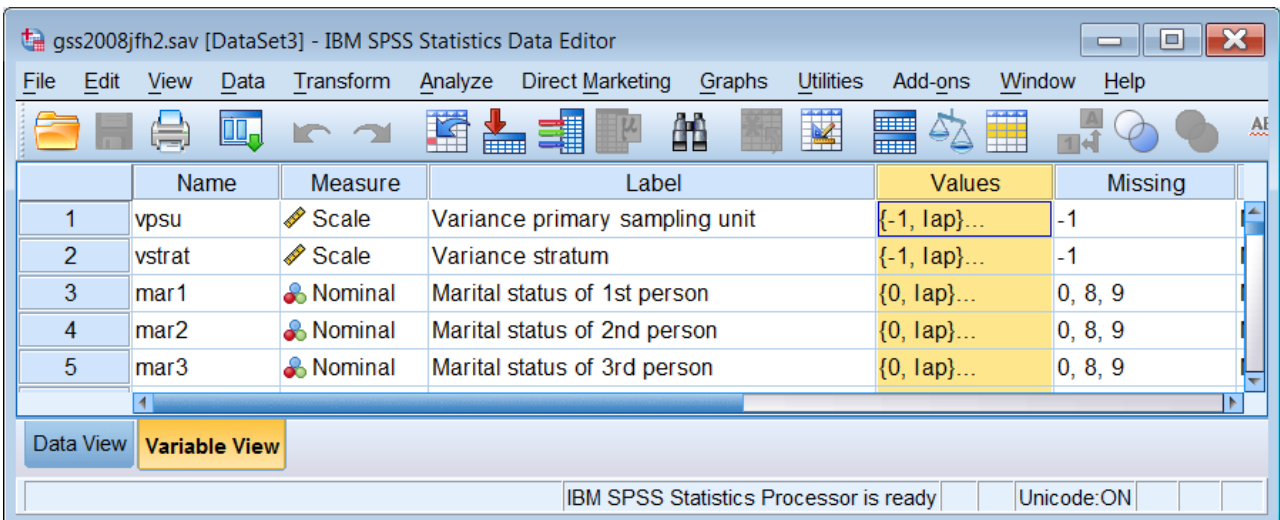 gss2008jfh2.sav [DataSet3] - IBM SPSS Statistics Data Editor
File Edit View Data Transform Analyze Direct Marketing Graphs Utilities Add-ons Window Help
A
1
μ
Name Measure Label Values Missing
1 vpsu Scale Variance primary sampling unit {-1, Iap}... -1
2 vstrat Scale Variance stratum {-1, Iap}... -1
3 mar1 Nominal Marital status of 1st person {0, Iap}... 0, 8, 9
4 mar2 Nominal Marital status of 2nd person {0, Iap}... 0, 8, 9
5 mar3 Nominal Marital status of 3rd person {0, Iap}... 0, 8, 9
Data View Variable View
IBM SPSS Statistics Processor is ready Unicode:ON